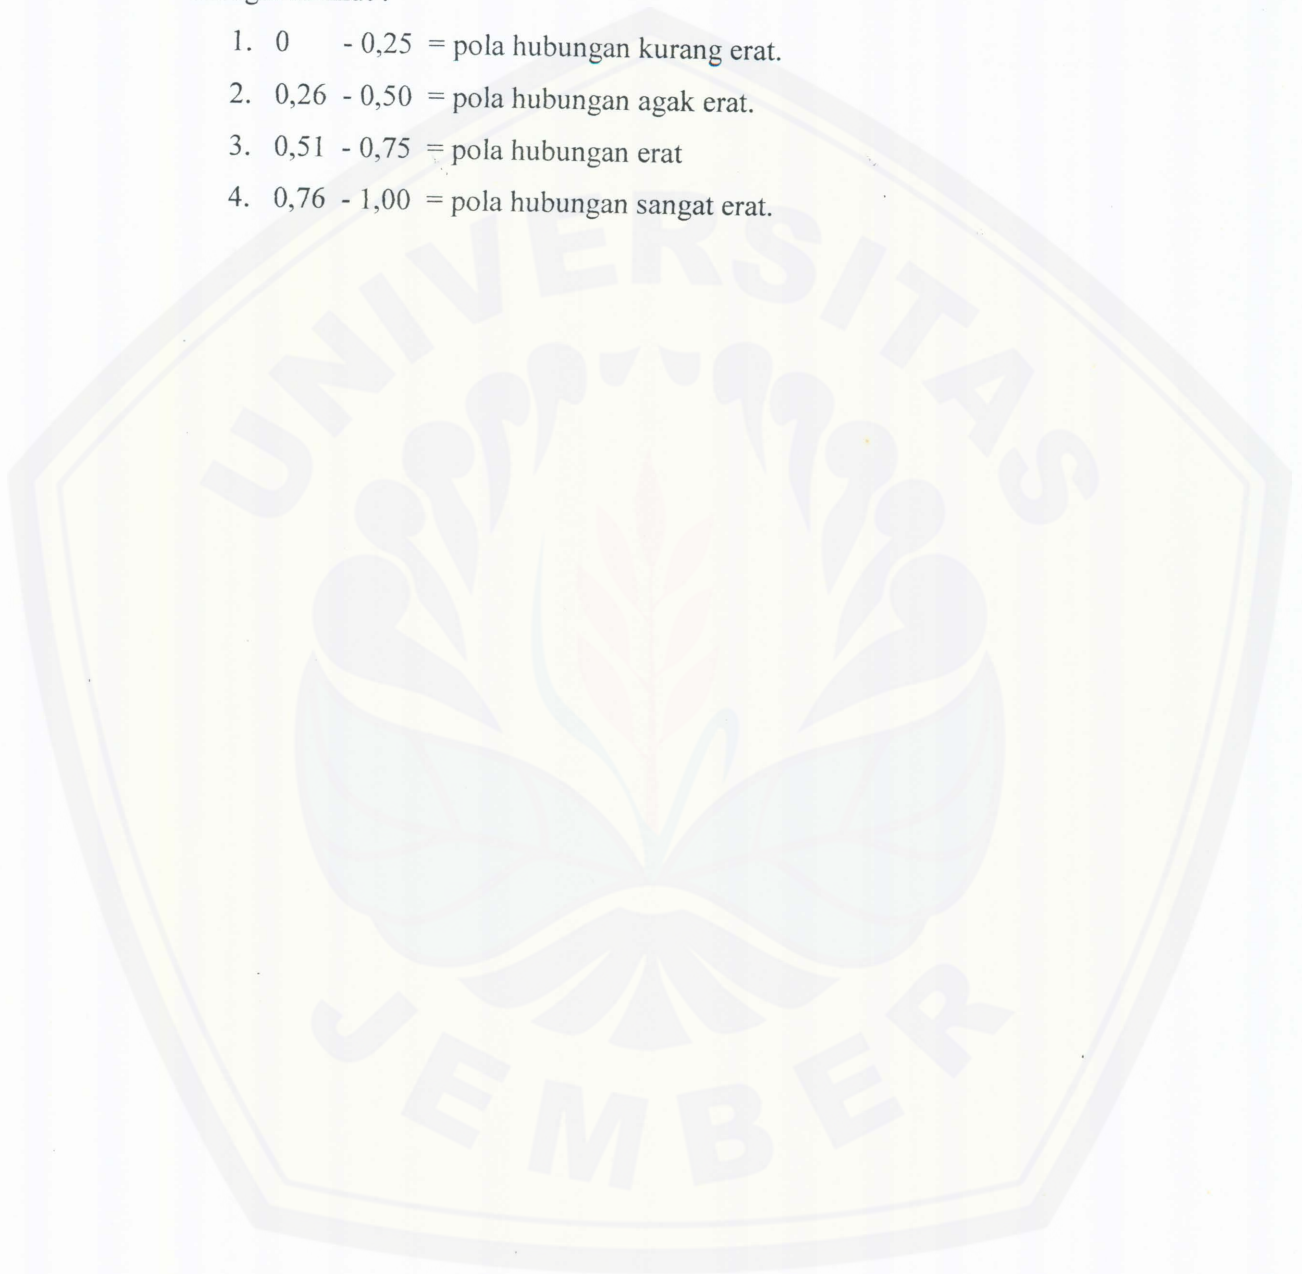 1. 0 - 0,25 = pola hubungan kurang erat.
2. 0,26 - 0,50 = pola hubungan agak erat.
3. 0,51 - 0,75 = pola hubungan erat
4. 0,76 - 1,00 = pola hubungan sangat erat.
UNIVERSITAS
JEMBER